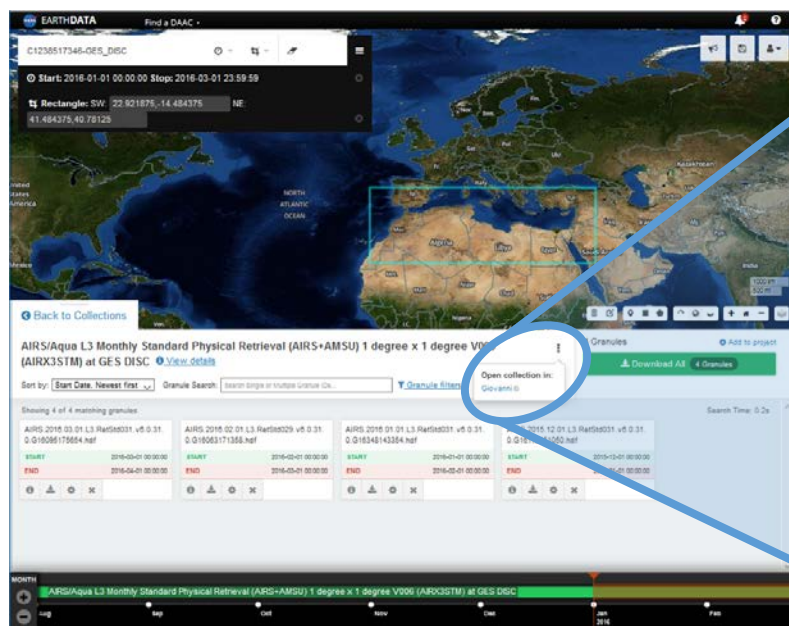 EARTHDATA Find a DAAC
C1238517346-GES_DISC
Start: 2016-01-01 00:00:00 Stop: 2016-03-01 23:59:59
Rectangle: SW: 22.921875,-14.484375 NE:
41.484375,40.78125
NORTH
ATLANTIC
OCEAN
Algeria
Libya
Egypt
Italy
Kazakhstan
India
Chad
Nigeria
Back to Collections
AIRS/Aqua L3 Monthly Standard Physical Retrieval (AIRS+AMSU) 1 degree x 1 degree V006
(AIRX3STM) at GES DISC View details
Granules
Add to project
Download All 4 Granules
Open collection in:
Giovanni
Sort by: Start Date, Newest first Granule Search: Granule filters
Showing 4 of 4 matching granules
Search Time: 0.2s
AIRS.2016.03.01.L3.RetStd031.v6.0.31.
AIRS.2016.02.01.L3.RetStd029.v6.0.31.
AIRS.2016.01.01.L3.RetStd031.v6.0.31.
START 2016-03-01 00:00:00
END 2016-04-01 00:00:00
START 2016-02-01 00:00:00
END 2016-03-01 00:00:00
START 2016-01-01 00:00:00
END 2016-02-01 00:00:00
START 2015-12-01 00:00:00
END
MONTH
AIRS/Aqua L3 Monthly Standard Physical Retrieval (AIRS+AMSU) 1 degree x 1 degree V006 (AIRX3STM) at GES DISC
Aug
Sep
Oct
Nov
Dec
Jan
2016
Feb